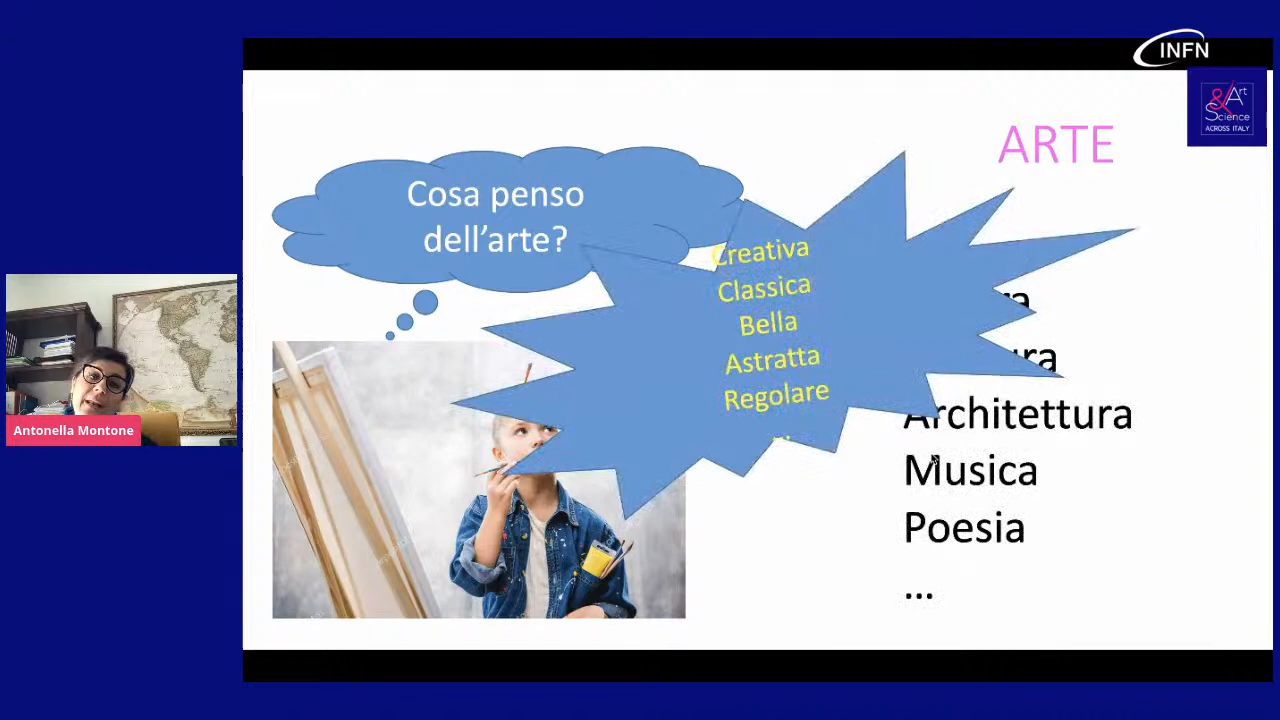 INFN
&Art
Science
ACROSS ITALY
ARTE
Cosa penso
dell’arte?
Creativa
Classica
Bella
Astratta
Regolare
Architettura
Musica
Poesia
...
Antonella Montone